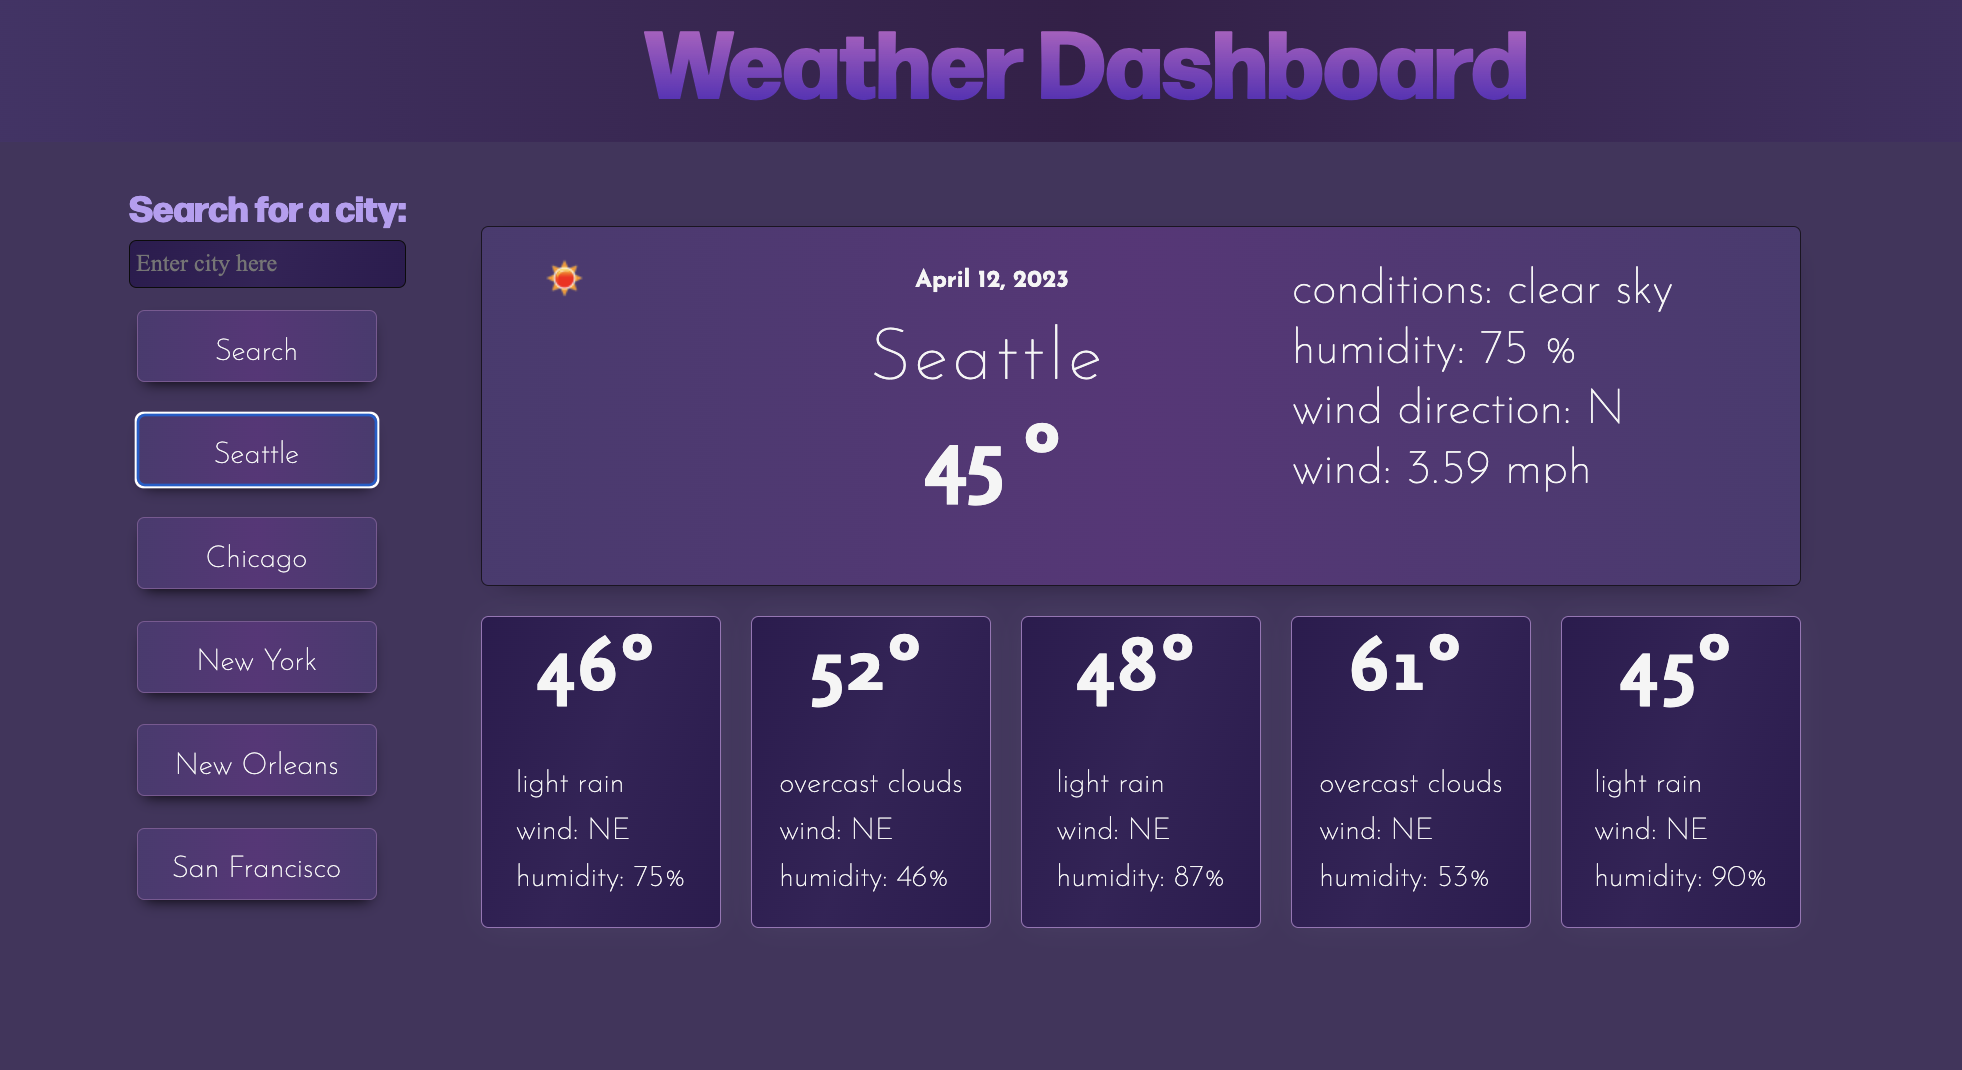 Weather Dashboard
Search for a city:
Enter city here
Search
Seattle
Chicago
New York
New Orleans
San Francisco
April 12, 2023
Seattle
45 °
conditions: clear sky
humidity: 75 %
wind direction: N
wind: 3.59 mph
46°
light rain
wind: NE
humidity: 75%
52°
overcast clouds
wind: NE
humidity: 46%
48°
light rain
wind: NE
humidity: 87%
61°
overcast clouds
wind: NE
humidity: 53%
45°
light rain
wind: NE
humidity: 90%